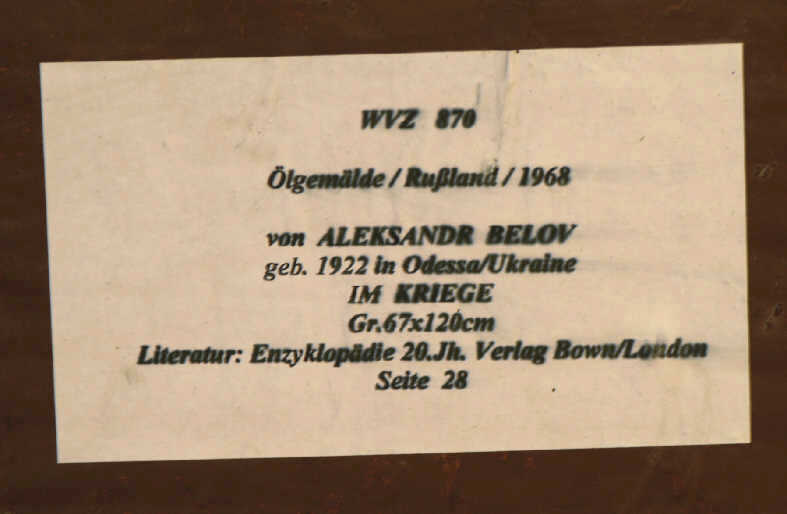 WVZ 870
Ölgemälde / Rußland / 1968
von ALEKSANDR BELOV
geb. 1922 in Odessa/Ukraine
IM KRIEGE
Gr.67x120cm
Literatur: Enzyklopädie 20.Jh. Verlag Bown/London
Seite 28